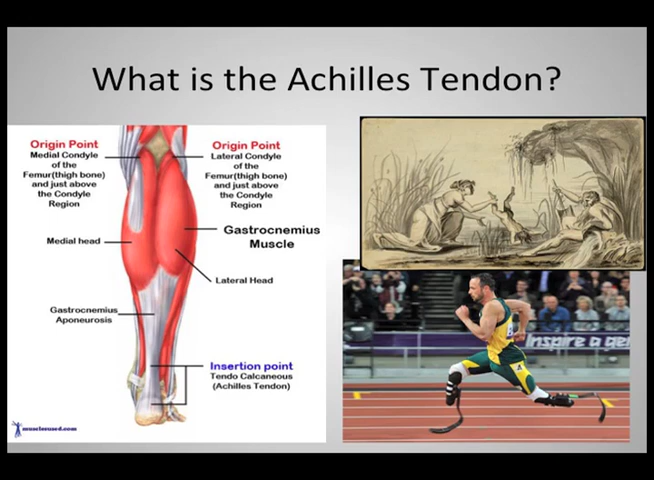 What is the Achilles Tendon?
Origin Point
Medial Condyle
of the
Femur(thigh bone)
and just above
the Condyle
Region
Origin Point
Lateral Condyle
of the
Femur(thigh bone)
and just above
the Condyle
Region
Gastrocnemius
Muscle
Medial head
Lateral Head
Gastrocnemius
Aponeurosis
Insertion point
Tendo Calcaneous
(Achilles Tendon)
musclesused.com
Inspire a gen